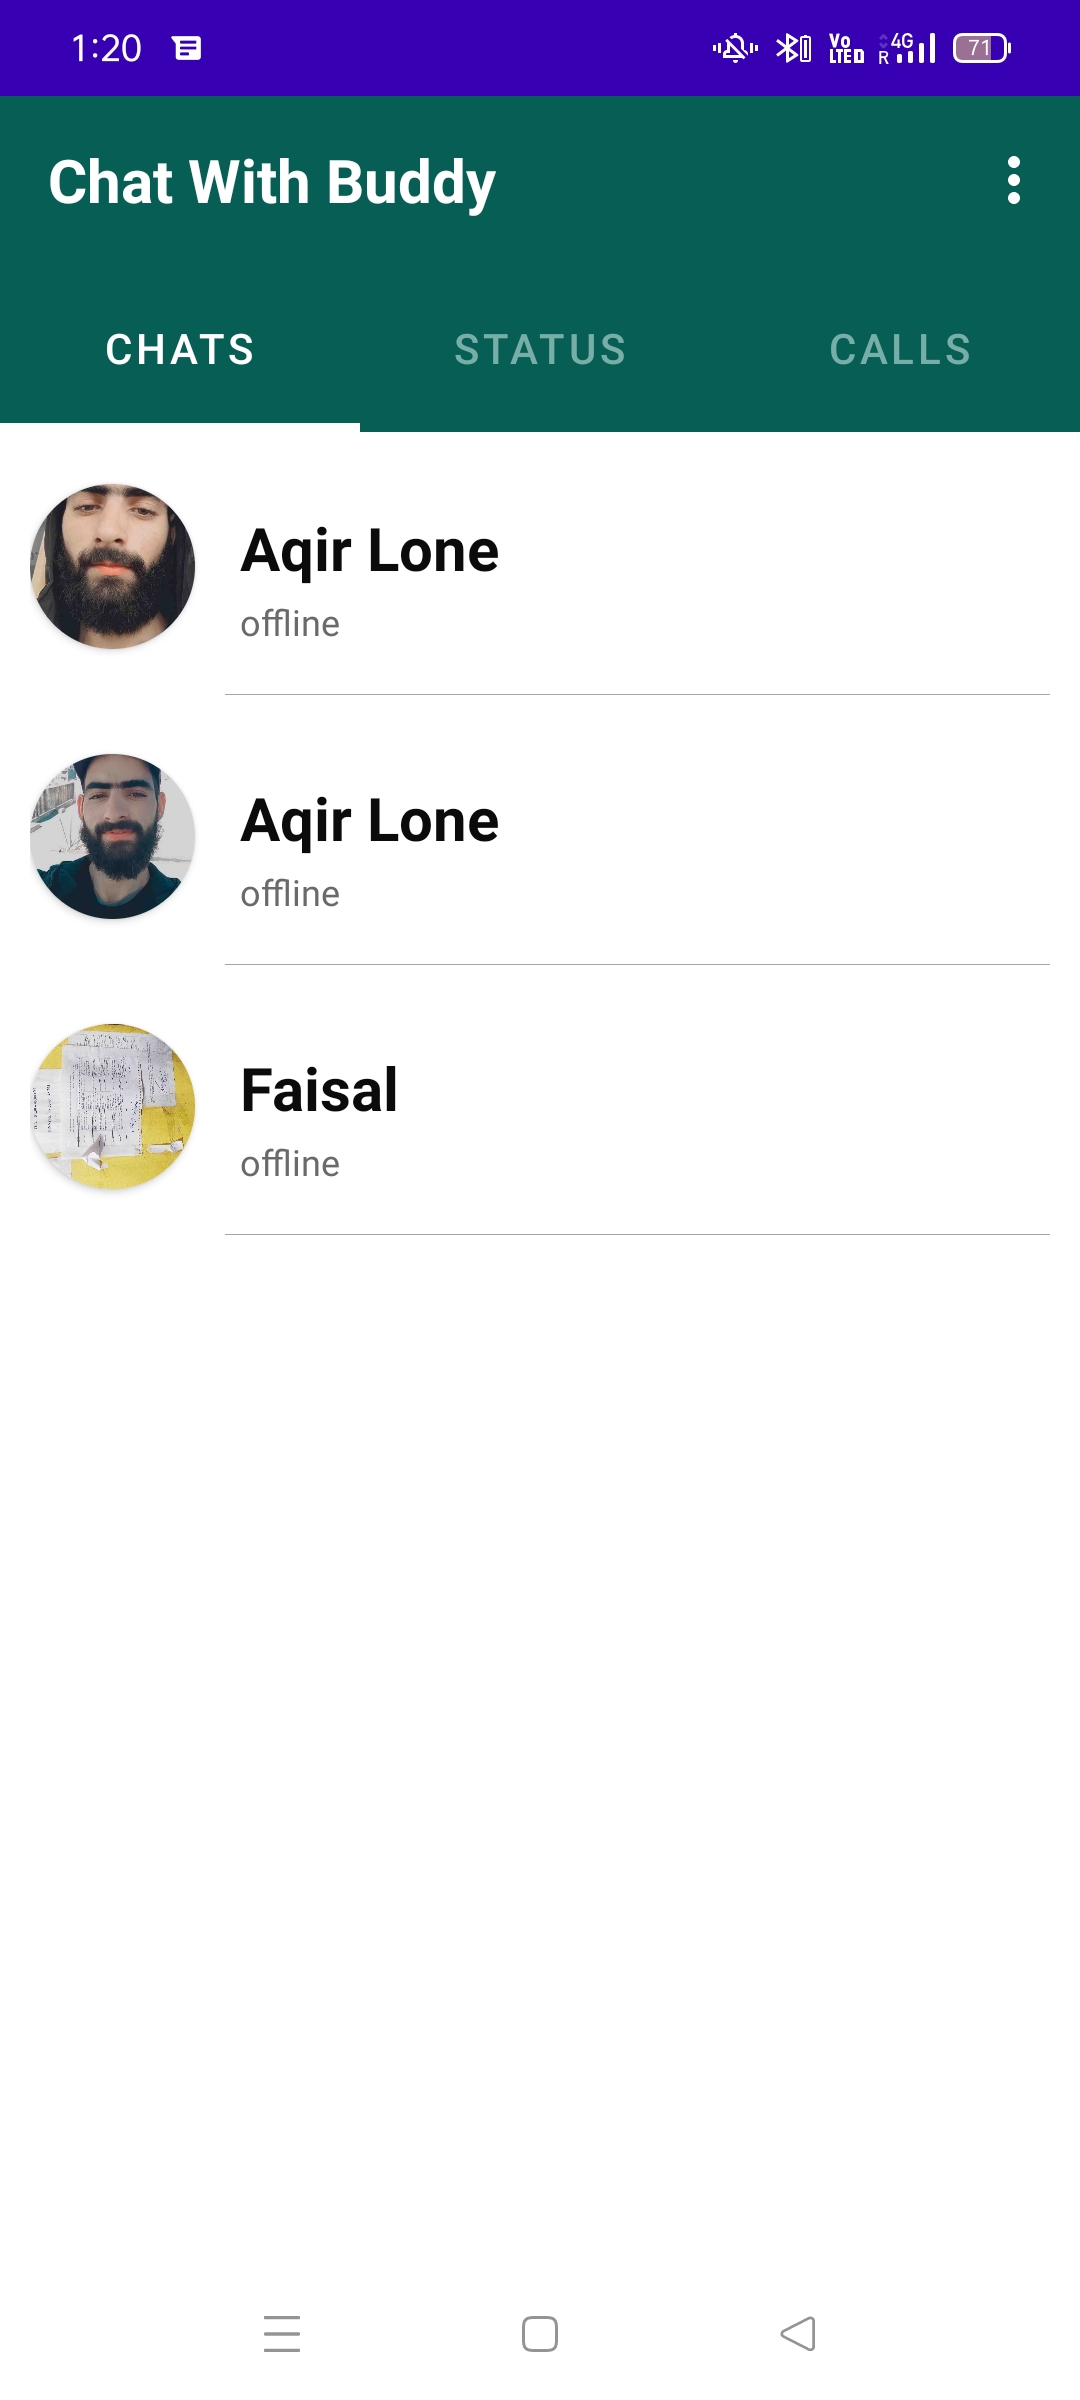 1:20
Vo LTE D R 4G 71
Chat With Buddy
CHATS STATUS CALLS
Aqir Lone
offline
Aqir Lone
offline
Faisal
offline